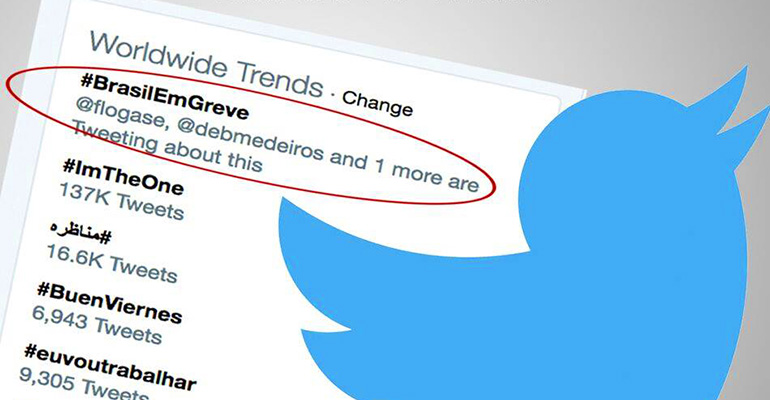 Worldwide Trends · Change
#BrasilEmGreve
@flogase, @debmedeiros and 1 more are
Tweeting about this
#ImTheOne
137K Tweets
#مناظره
16.6K Tweets
#BuenViernes
6,943 Tweets
#euvoutrabalhar
9,305 Tweets